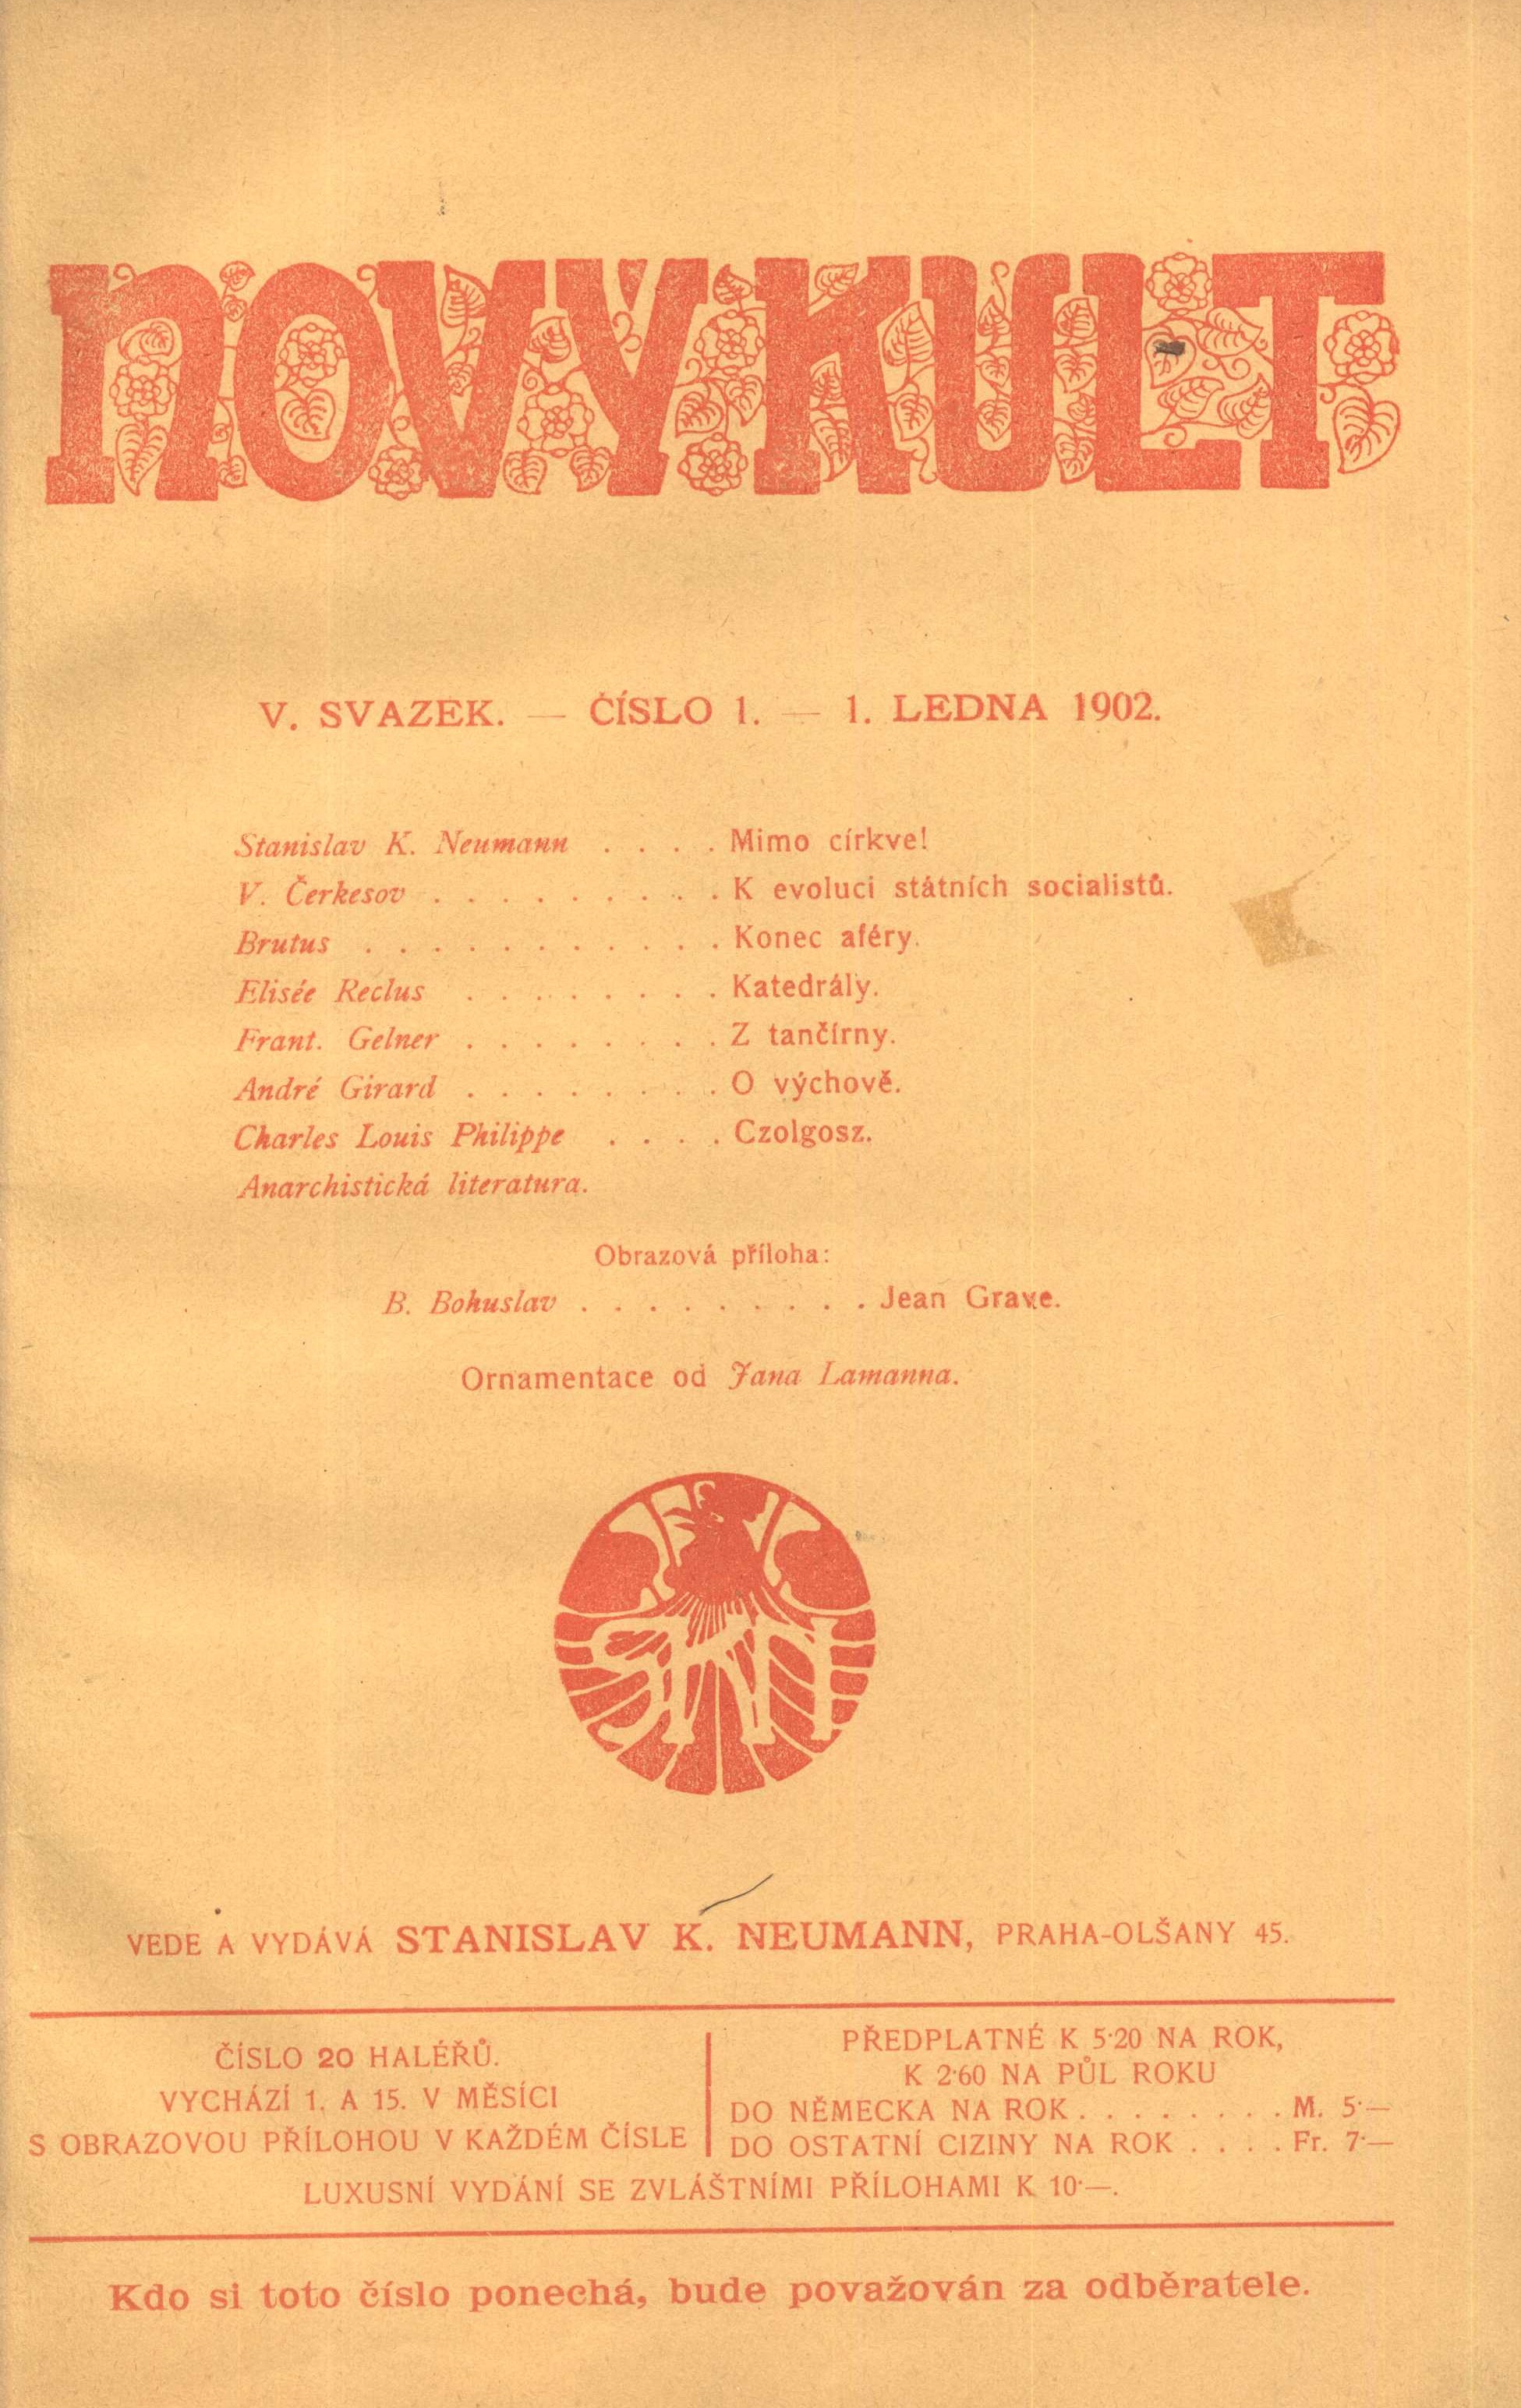 NOVÝ KULT
V. SVAZEK. — ČÍSLO 1. — 1. LEDNA 1902.
Stanislav K. Neumann . . . . Mimo církve!
V. Čerkesov . . . . . . . . . K evoluci státních socialistů.
Brutus . . . . . . . . . . . Konec aféry.
Elisée Reclus . . . . . . . . Katedrály.
Frant. Gelner . . . . . . . . Z tančírny.
André Girard . . . . . . . . O výchově.
Charles Louis Philippe . . . . Czolgosz.
Anarchistická literatura.
Obrazová příloha:
B. Bohuslav . . . . . . . . . Jean Grave.
Ornamentace od Jana Lamanna.
VEDE A VYDÁVÁ STANISLAV K. NEUMANN, PRAHA-OLŠANY 45.
ČÍSLO 20 HALÉŘŮ.
VYCHÁZÍ 1. A 15. V MĚSÍCI
S OBRAZOVOU PŘÍLOHOU V KAŽDÉM ČÍSLE
PŘEDPLATNÉ K 5·20 NA ROK,
K 2·60 NA PŮL ROKU
DO NĚMECKA NA ROK . . . . . . . . M. 5·—
DO OSTATNÍ CIZINY NA ROK . . . . Fr. 7·—
LUXUSNÍ VYDÁNÍ SE ZVLÁŠTNÍMI PŘÍLOHAMI K 10·—.
Kdo si toto číslo ponechá, bude považován za odběratele.